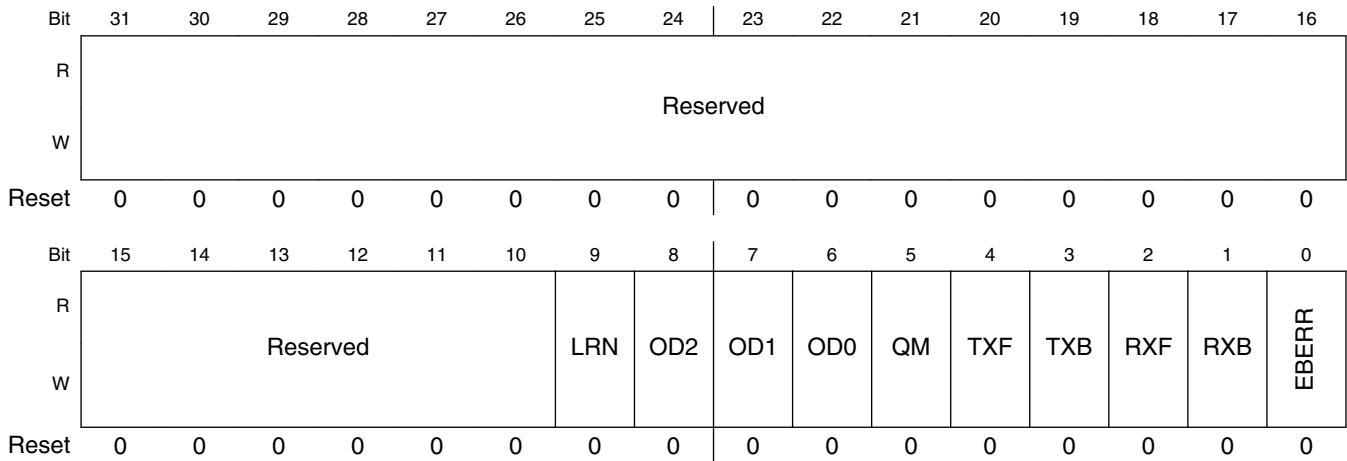 Bit 31 30 29 28 27 26 25 24 23 22 21 20 19 18 17 16
R
Reserved
W
Reset 0 0 0 0 0 0 0 0 0 0 0 0 0 0 0 0
Bit 15 14 13 12 11 10 9 8 7 6 5 4 3 2 1 0
R
Reserved LRN OD2 OD1 OD0 QM TXF TXB RXF RXB EBERR
W
Reset 0 0 0 0 0 0 0 0 0 0 0 0 0 0 0 0